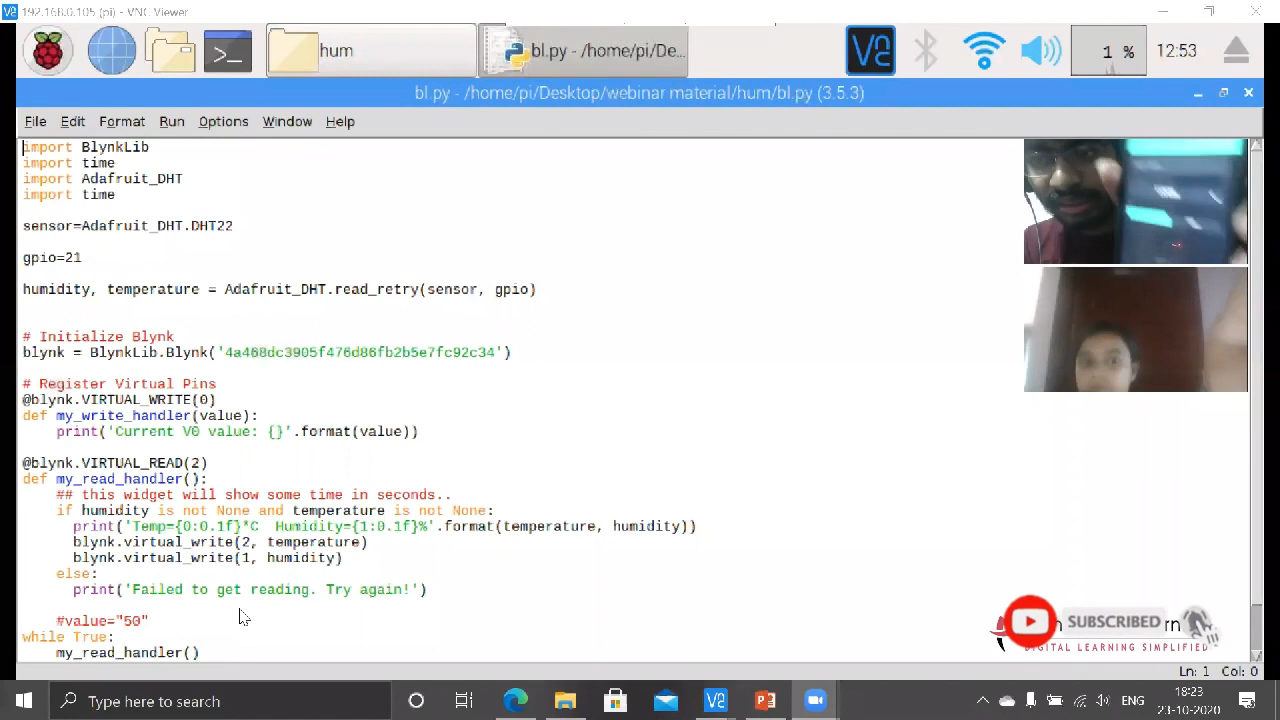 192.168.0.105 (pi) - VNC Viewer
hum
bl.py - /home/pi/De...
1 %
12:53
bl.py - /home/pi/Desktop/webinar material/hum/bl.py (3.5.3)
File Edit Format Run Options Window Help
import BlynkLib
import time
import Adafruit_DHT
import time
sensor=Adafruit_DHT.DHT22
gpio=21
humidity, temperature = Adafruit_DHT.read_retry(sensor, gpio)
# Initialize Blynk
blynk = BlynkLib.Blynk('4a468dc3905f476d86fb2b5e7fc92c34')
# Register Virtual Pins
@blynk.VIRTUAL_WRITE(0)
def my_write_handler(value):
    print('Current V0 value: {}'.format(value))
@blynk.VIRTUAL_READ(2)
def my_read_handler():
    ## this widget will show some time in seconds..
    if humidity is not None and temperature is not None:
      print('Temp={0:0.1f}*C  Humidity={1:0.1f}%'.format(temperature, humidity))
      blynk.virtual_write(2, temperature)
      blynk.virtual_write(1, humidity)
    else:
      print('Failed to get reading. Try again!')
    #value="50"
while True:
    my_read_handler()
SUBSCRIBED
DIGITAL LEARNING SIMPLIFIED
Ln: 1 Col: 0
Type here to search
ENG
18:23
23-10-2020